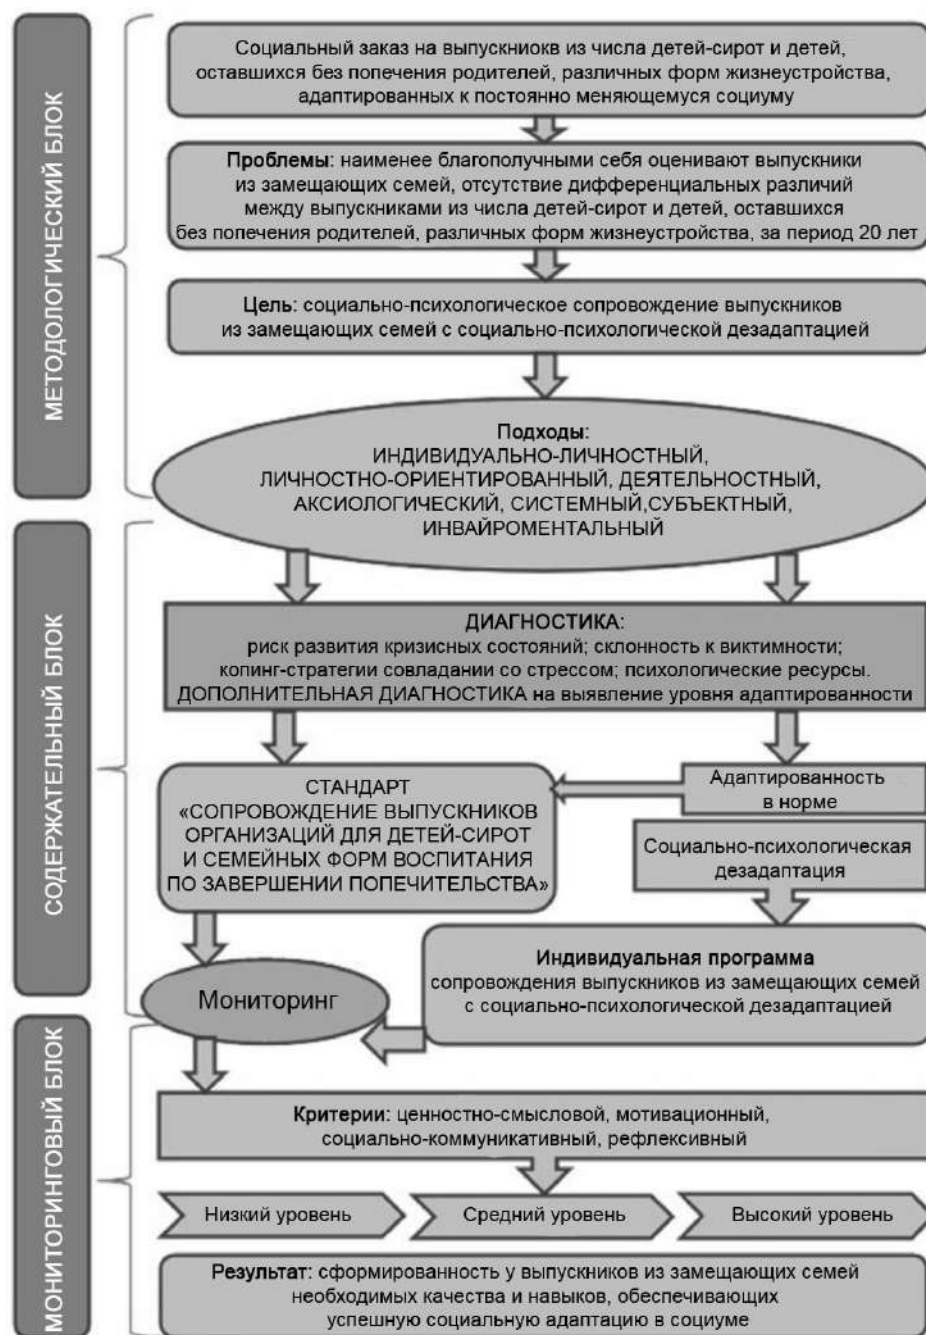 МЕТОДОЛОГИЧЕСКИЙ БЛОК
Социальный заказ на выпускниокв из числа детей-сирот и детей,
оставшихся без попечения родителей, различных форм жизнеустройства,
адаптированных к постоянно меняющемуся социуму
Проблемы: наименее благополучными себя оценивают выпускники
из замещающих семей, отсутствие дифференциальных различий
между выпускниками из числа детей-сирот и детей, оставшихся
без попечения родителей, различных форм жизнеустройства, за период 20 лет
Цель: социально-психологическое сопровождение выпускников
из замещающих семей с социально-психологической дезадаптацией
Подходы:
ИНДИВИДУАЛЬНО-ЛИЧНОСТНЫЙ,
ЛИЧНОСТНО-ОРИЕНТИРОВАННЫЙ, ДЕЯТЕЛЬНОСТНЫЙ,
АКСИОЛОГИЧЕСКИЙ, СИСТЕМНЫЙ,СУБЪЕКТНЫЙ,
ИНВАЙРОМЕНТАЛЬНЫЙ
СОДЕРЖАТЕЛЬНЫЙ БЛОК
ДИАГНОСТИКА:
риск развития кризисных состояний; склонность к виктимности;
копинг-стратегии совладании со стрессом; психологические ресурсы.
ДОПОЛНИТЕЛЬНАЯ ДИАГНОСТИКА на выявление уровня адаптированности
СТАНДАРТ
«СОПРОВОЖДЕНИЕ ВЫПУСКНИКОВ
ОРГАНИЗАЦИЙ ДЛЯ ДЕТЕЙ-СИРОТ
И СЕМЕЙНЫХ ФОРМ ВОСПИТАНИЯ
ПО ЗАВЕРШЕНИИ ПОПЕЧИТЕЛЬСТВА»
Адаптированность
в норме
Социально-психологическая
дезадаптация
Индивидуальная программа
сопровождения выпускников из замещающих семей
с социально-психологической дезадаптацией
Мониторинг
МОНИТОРИНГОВЫЙ БЛОК
Критерии: ценностно-смысловой, мотивационный,
социально-коммуникативный, рефлексивный
Низкий уровень
Средний уровень
Высокий уровень
Результат: сформированность у выпускников из замещающих семей
необходимых качества и навыков, обеспечивающих
успешную социальную адаптацию в социуме